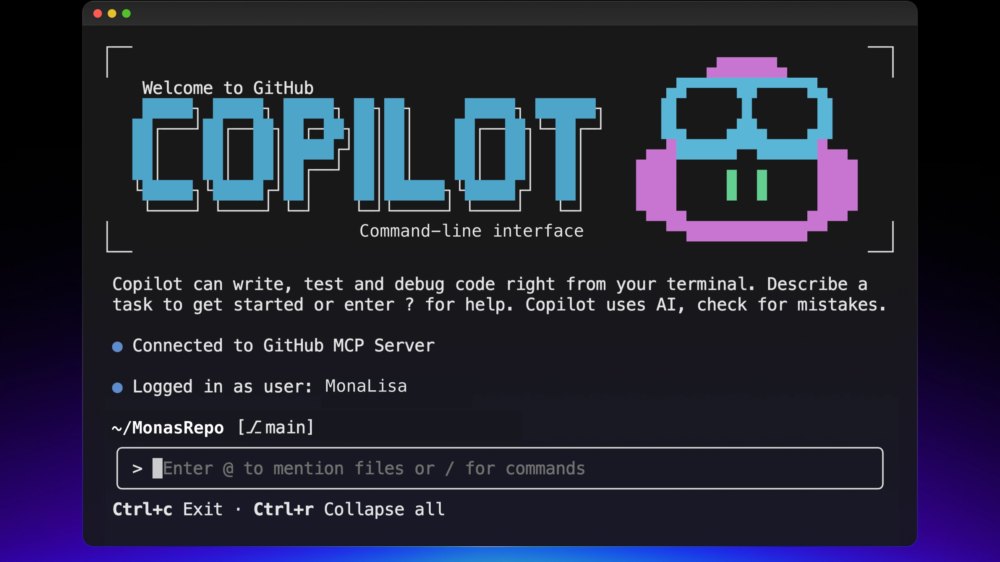 Welcome to GitHub
COPILOT
Command-line interface
Copilot can write, test and debug code right from your terminal. Describe a
task to get started or enter ? for help. Copilot uses AI, check for mistakes.
● Connected to GitHub MCP Server
● Logged in as user: MonaLisa
~/MonasRepo [⎇ main]
> Enter @ to mention files or / for commands
Ctrl+c Exit · Ctrl+r Collapse all